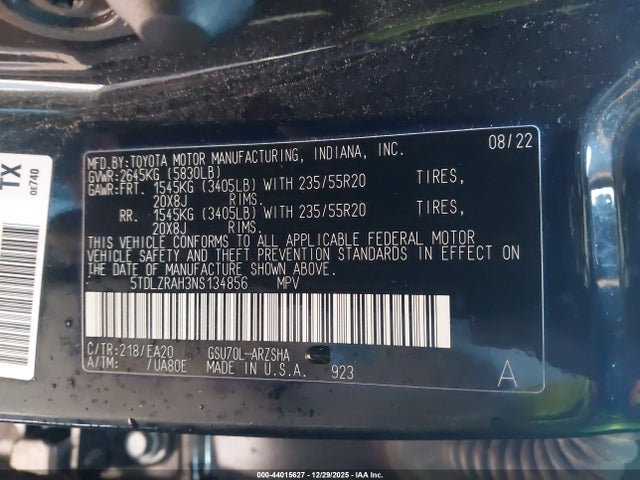 TX
0E740
MFD. BY: TOYOTA MOTOR MANUFACTURING, INDIANA, INC. 08/22
GVWR: 2645KG (5830LB)
GAWR: FRT. 1545KG (3405LB) WITH 235/55R20 TIRES,
20X8J RIMS.
RR. 1545KG (3405LB) WITH 235/55R20 TIRES,
20X8J RIMS.
THIS VEHICLE CONFORMS TO ALL APPLICABLE FEDERAL MOTOR
VEHICLE SAFETY AND THEFT PREVENTION STANDARDS IN EFFECT ON
THE DATE OF MANUFACTURE SHOWN ABOVE.
5TDLZRAH3NS134856 MPV
C/TR: 218/EA20 GSU70L-ARZSHA
A/TM: /UA80E MADE IN U.S.A. 923 A
000-44015627 - 12/29/2025 - IAA Inc.